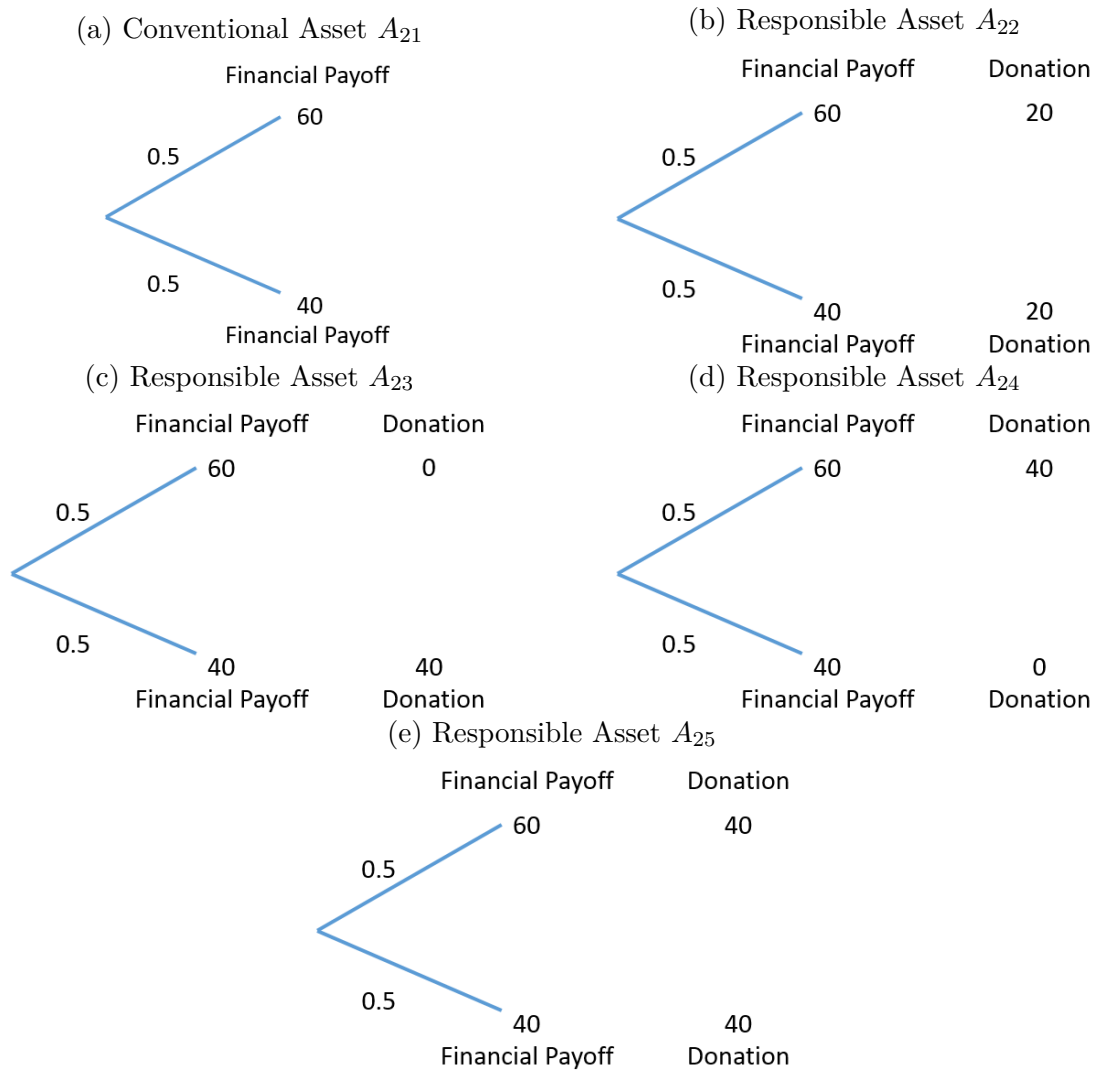 (a) Conventional Asset A21
Financial Payoff
60
0.5
0.5
40
Financial Payoff
(b) Responsible Asset A22
Financial Payoff Donation
60 20
0.5
0.5
40 20
Financial Payoff Donation
(c) Responsible Asset A23
Financial Payoff Donation
60 0
0.5
0.5
40 40
Financial Payoff Donation
(d) Responsible Asset A24
Financial Payoff Donation
60 40
0.5
0.5
40 0
Financial Payoff Donation
(e) Responsible Asset A25
Financial Payoff Donation
60 40
0.5
0.5
40 40
Financial Payoff Donation